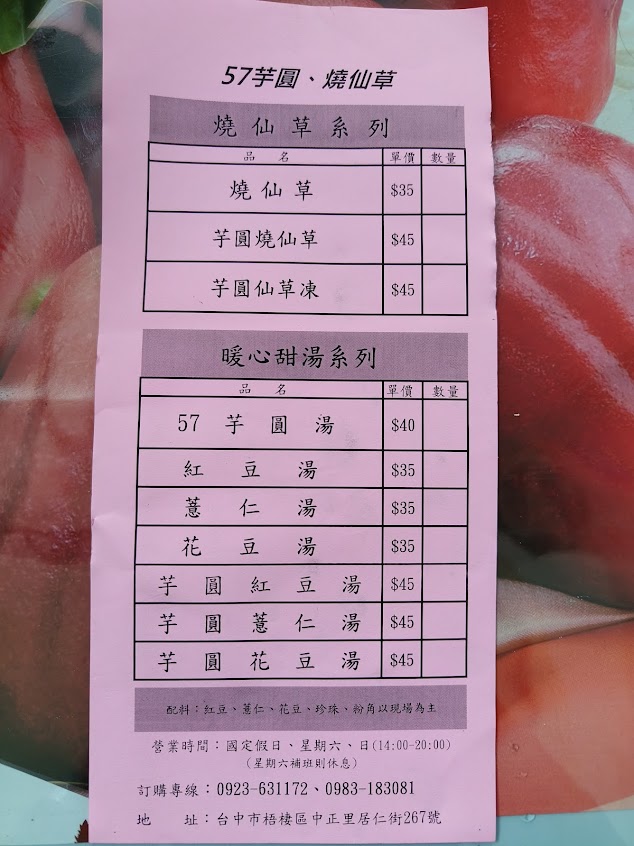 57芋圓、燒仙草
燒仙草系列
品名 單價 數量
燒仙草 $35
芋圓燒仙草 $45
芋圓仙草凍 $45
暖心甜湯系列
品名 單價 數量
57芋圓湯 $40
紅豆湯 $35
薏仁湯 $35
花豆湯 $35
芋圓紅豆湯 $45
芋圓薏仁湯 $45
芋圓花豆湯 $45
配料：紅豆、薏仁、花豆、珍珠、粉角以現場為主
營業時間：國定假日、星期六、日(14:00-20:00)
(星期六補班則休息)
訂購專線：0923-631172、0983-183081
地址：台中市梧棲區中正里居仁街267號